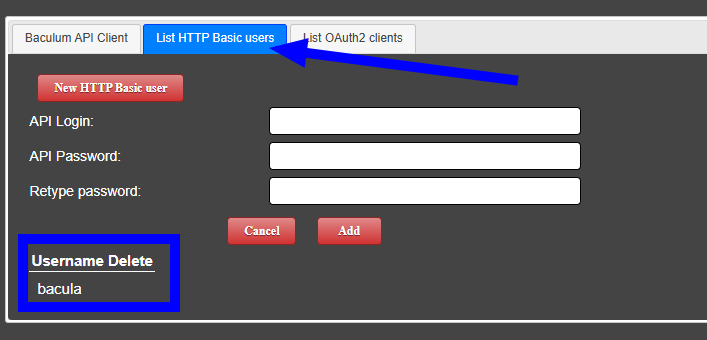 Baculum API Client List HTTP Basic users List OAuth2 clients
New HTTP Basic user
API Login:
API Password:
Retype password:
Cancel Add
Username Delete
bacula